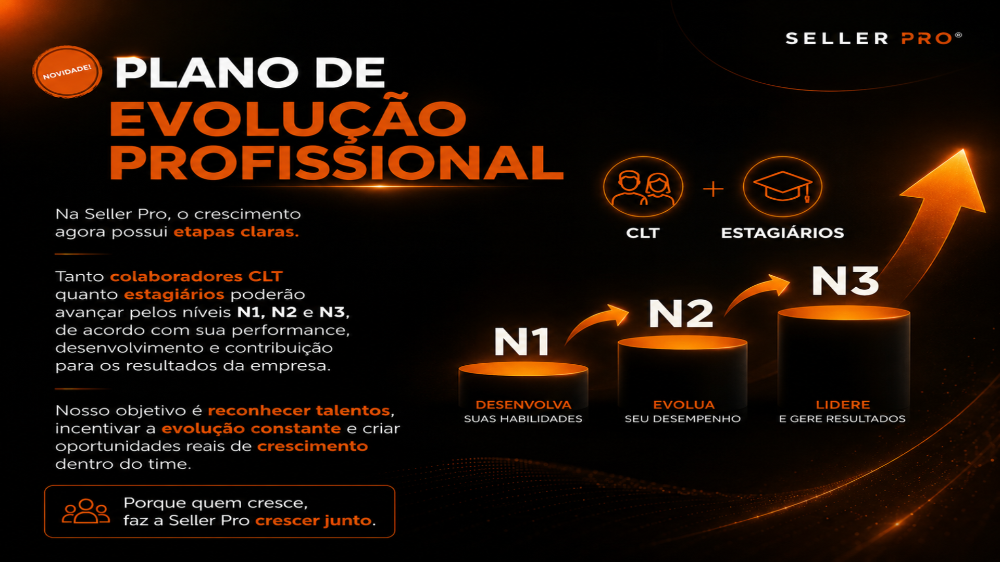 SELLER PRO®
NOVIDADE!
PLANO DE
EVOLUÇÃO
PROFISSIONAL
Na Seller Pro, o crescimento
agora possui etapas claras.
Tanto colaboradores CLT
quanto estagiários poderão
avançar pelos níveis N1, N2 e N3,
de acordo com sua performance,
desenvolvimento e contribuição
para os resultados da empresa.
Nosso objetivo é reconhecer talentos,
incentivar a evolução constante e criar
oportunidades reais de crescimento
dentro do time.
Porque quem cresce,
faz a Seller Pro crescer junto.
CLT
+
ESTAGIÁRIOS
N1
DESENVOLVA
SUAS HABILIDADES
N2
EVOLUA
SEU DESEMPENHO
N3
LIDERE
E GERE RESULTADOS